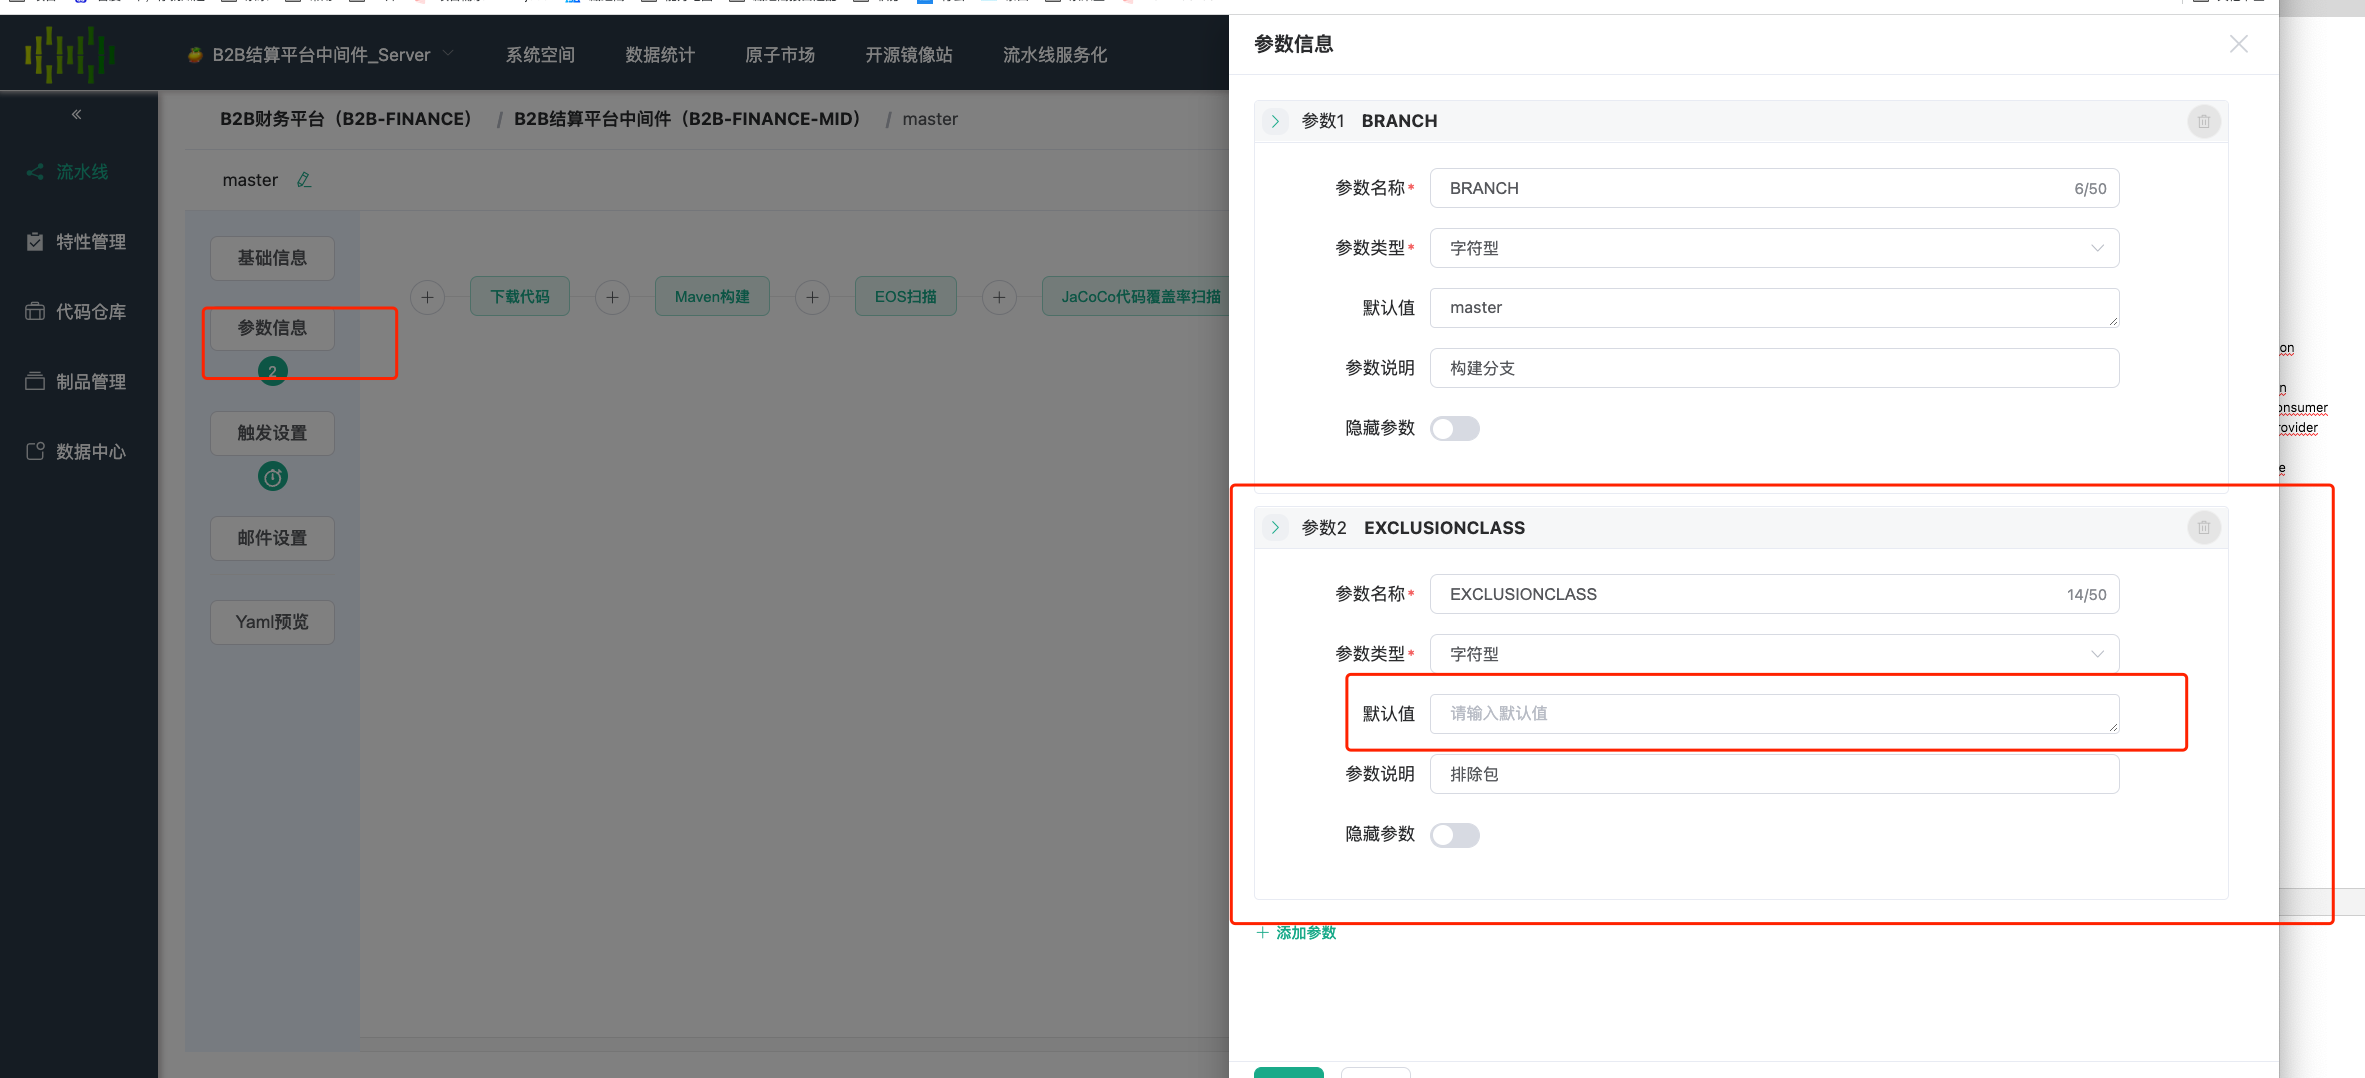 B2B结算平台中间件_Server
系统空间
数据统计
原子市场
开源镜像站
流水线服务化
B2B财务平台（B2B-FINANCE） / B2B结算平台中间件（B2B-FINANCE-MID） / master
流水线
特性管理
代码仓库
制品管理
数据中心
master
基础信息
参数信息
2
触发设置
邮件设置
Yaml预览
下载代码
Maven构建
EOS扫描
JaCoCo代码覆盖率扫描
参数信息
参数1 BRANCH
参数名称* BRANCH 6/50
参数类型* 字符型
默认值 master
参数说明 构建分支
隐藏参数
参数2 EXCLUSIONCLASS
参数名称* EXCLUSIONCLASS 14/50
参数类型* 字符型
默认值 请输入默认值
参数说明 排除包
隐藏参数
+ 添加参数
on
n
onsumer
rovider
e